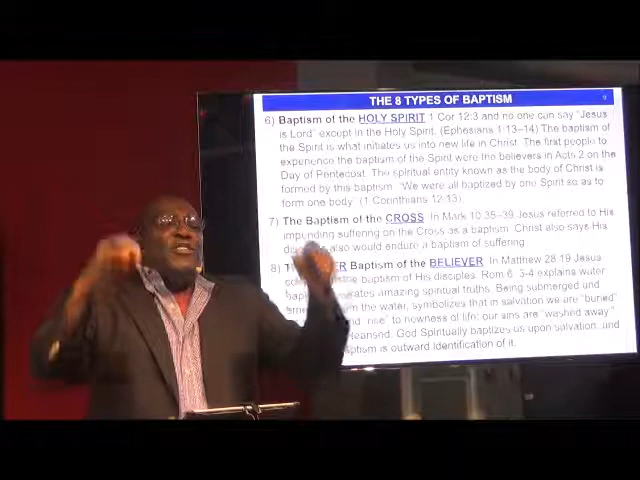 THE 8 TYPES OF BAPTISM
6) Baptism of the HOLY SPIRIT 1 Cor 12:3 and no one can say "Jesus
is Lord" except in the Holy Spirit. (Ephesians 1:13–14) The baptism of
the Spirit is what initiates us into new life in Christ. The first people to
experience the baptism of the Spirit were the believers in Acts 2 on the
Day of Pentecost. The spiritual entity known as the body of Christ is
formed by this baptism "We were all baptized by one Spirit so as to
form one body" (1 Corinthians 12:13).
7) The Baptism of the CROSS In Mark 10:35–39 Jesus referred to His
impending suffering on the Cross as a baptism. Christ also says His
also would endure a baptism of suffering.
8) Baptism of the BELIEVER In Matthew 28:19 Jesus
the baptism of His disciples. Rom 6:3-4 explains water
amazing spiritual truths. Being submerged and
from the water, symbolizes that in salvation we are "buried"
and "rise" to newness of life; our sins are "washed away"
God Spiritually baptizes us upon salvation, and
is outward identification of it.